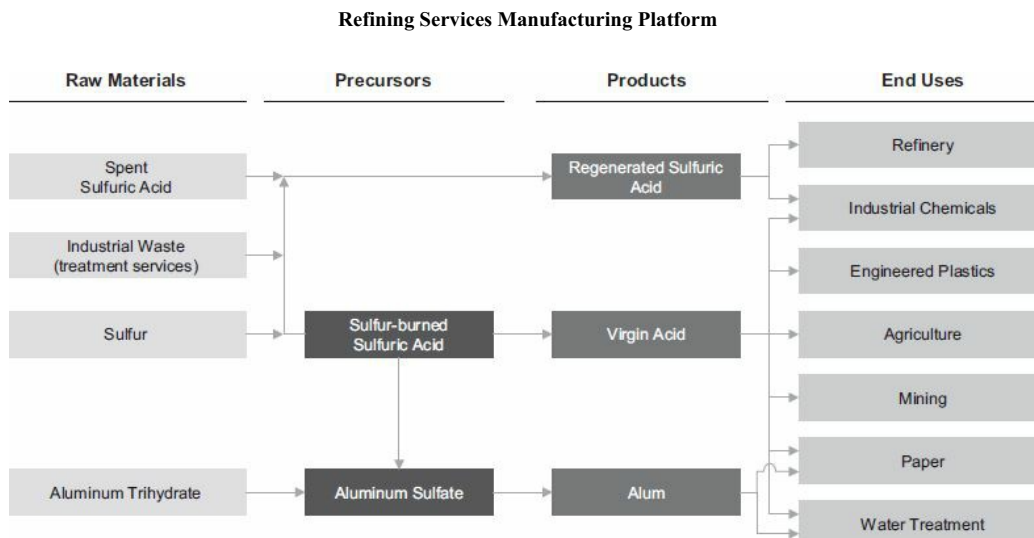 Refining Services Manufacturing Platform
Raw Materials
Precursors
Products
End Uses
Spent
Sulfuric Acid
Regenerated Sulfuric
Acid
Refinery
Industrial Chemicals
Industrial Waste
(treatment services)
Engineered Plastics
Sulfur
Sulfur-burned
Sulfuric Acid
Virgin Acid
Agriculture
Mining
Paper
Aluminum Trihydrate
Aluminum Sulfate
Alum
Water Treatment